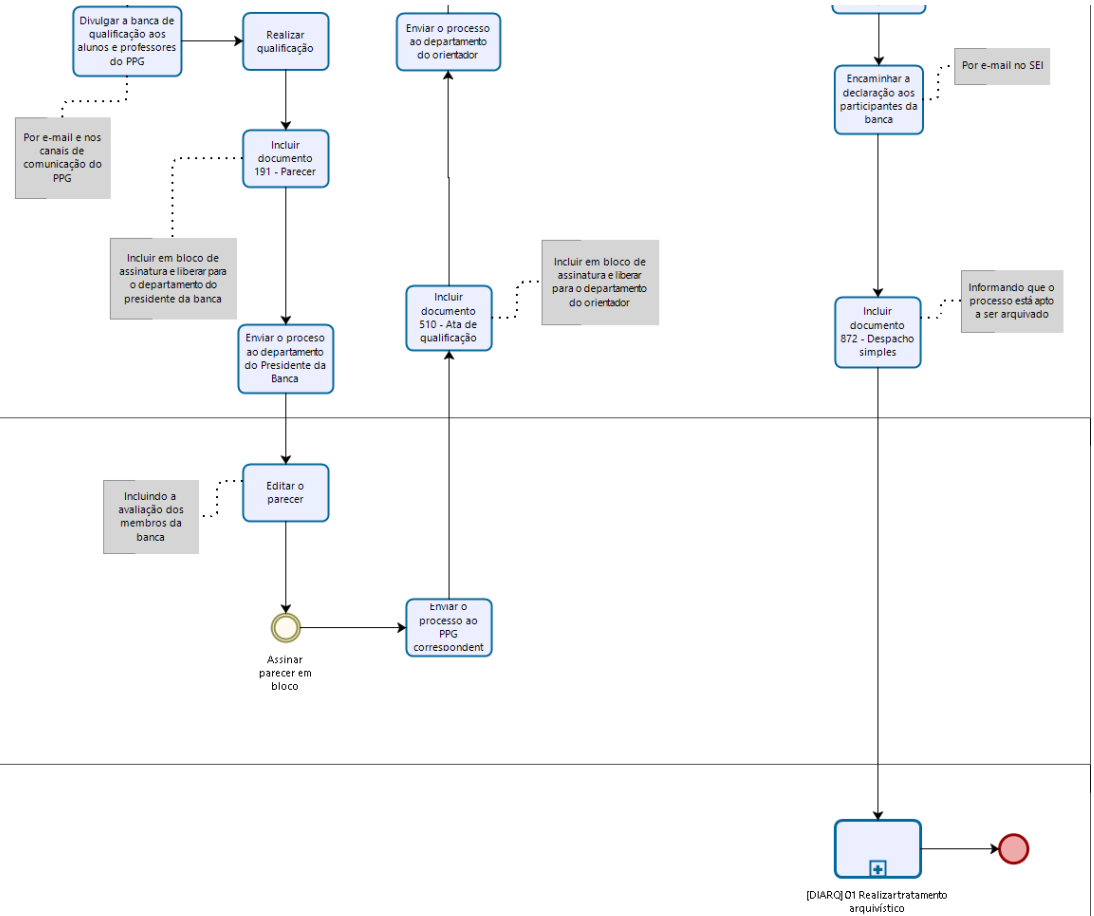 Divulgar a banca de
qualificação aos
alunos e professores
do PPG
Realizar
qualificação
Enviar o processo
ao departamento
do orientador
Encaminhar a
declaração aos
participantes da
banca
Por e-mail no SEI
Por e-mail e nos
canais de
comunicação do
PPG
Incluir
documento
191 - Parecer
Incluir em bloco de
assinatura e liberar para
o departamento do
presidente da banca
Incluir
documento
510 - Ata de
qualificação
Incluir em bloco de
assinatura e liberar
para o departamento
do orientador
Incluir
documento
872 - Despacho
simples
Informando que o
processo está apto
a ser arquivado
Enviar o proceso
ao departamento
do Presidente da
Banca
Editar o
parecer
Incluindo a
avaliação dos
membros da
banca
Assinar
parecer em
bloco
Enviar o
processo ao
PPG
correspondent
[DIARQ] 01 Realizar tratamento
arquivístico